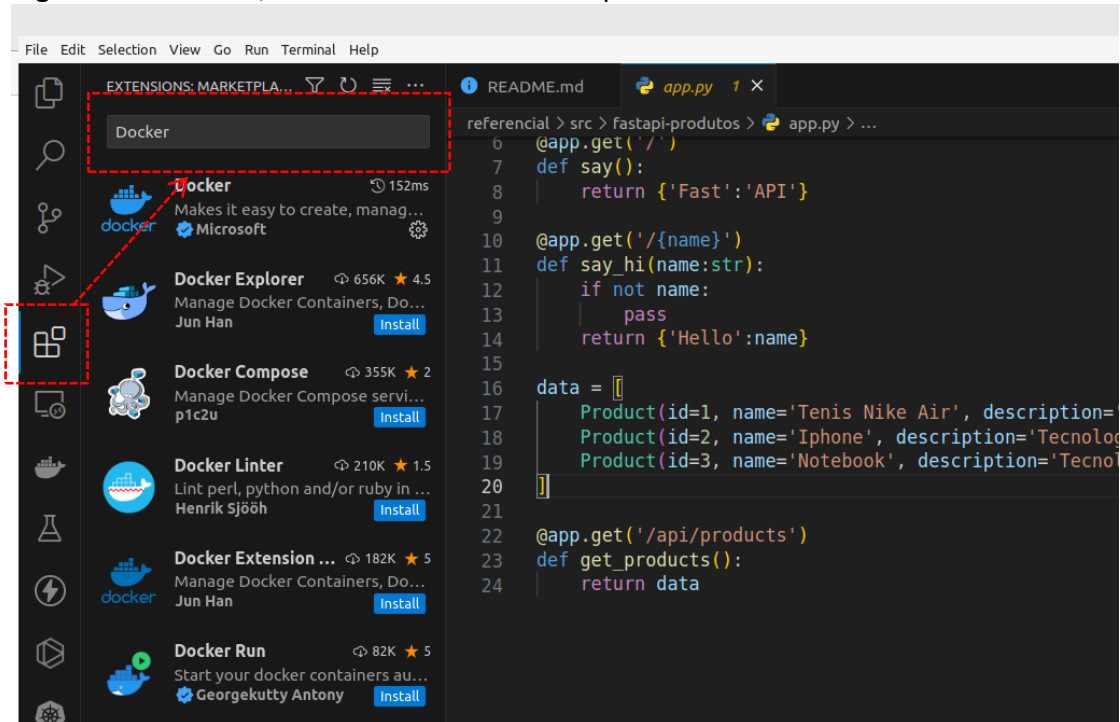 File Edit Selection View Go Run Terminal Help
EXTENSIONS: MARKETPLA...
Docker
Docker 152ms
Makes it easy to create, manag...
Microsoft
docker
Docker Explorer 656K ★ 4.5
Manage Docker Containers, Do...
Jun Han Install
Docker Compose 355K ★ 2
Manage Docker Compose servi...
p1c2u Install
Docker Linter 210K ★ 1.5
Lint perl, python and/or ruby in ...
Henrik Sjööh Install
Docker Extension ... 182K ★ 5
Manage Docker Containers, Do...
docker
Jun Han Install
Docker Run 82K ★ 5
Start your docker containers au...
Georgekutty Antony Install
README.md app.py 1
referencial > src > fastapi-produtos > app.py > ...
6 @app.get('/')
7 def say():
8 return {'Fast':'API'}
9
10 @app.get('/{name}')
11 def say_hi(name:str):
12 if not name:
13 pass
14 return {'Hello':name}
15
16 data = [
17 Product(id=1, name='Tenis Nike Air', description='
18 Product(id=2, name='Iphone', description='Tecnolog
19 Product(id=3, name='Notebook', description='Tecnol
20 ]
21
22 @app.get('/api/products')
23 def get_products():
24 return data